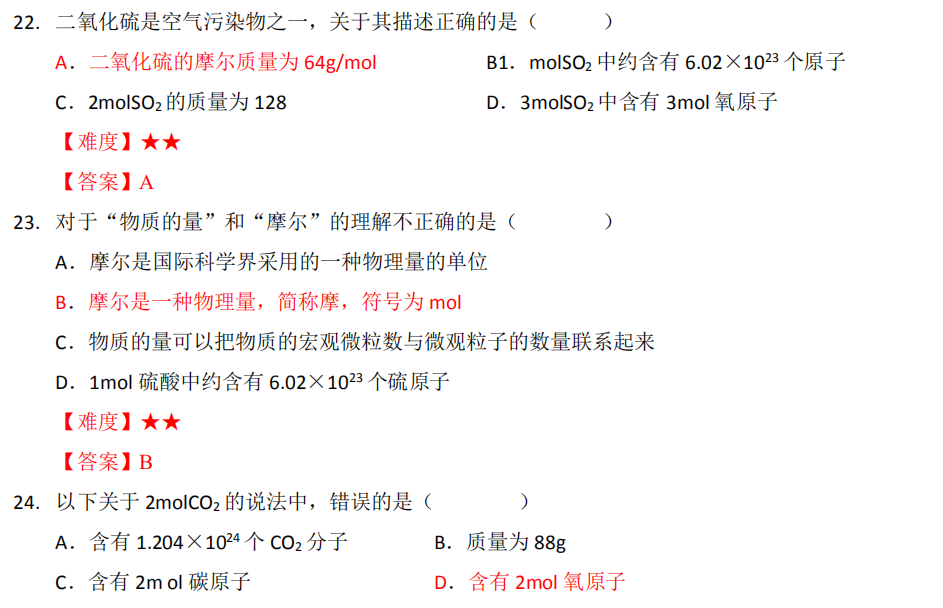 22. 二氧化硫是空气污染物之一，关于其描述正确的是（　　）
A．二氧化硫的摩尔质量为 64g/mol　　B1．molSO₂ 中约含有 6.02×10²³ 个原子
C．2molSO₂ 的质量为 128　　D．3molSO₂ 中含有 3mol 氧原子
【难度】★★
【答案】A
23. 对于“物质的量”和“摩尔”的理解不正确的是（　　）
A．摩尔是国际科学界采用的一种物理量的单位
B．摩尔是一种物理量，简称摩，符号为 mol
C．物质的量可以把物质的宏观微粒数与微观粒子的数量联系起来
D．1mol 硫酸中约含有 6.02×10²³ 个硫原子
【难度】★★
【答案】B
24. 以下关于 2molCO₂ 的说法中，错误的是（　　）
A．含有 1.204×10²⁴ 个 CO₂ 分子　　B．质量为 88g
C．含有 2m ol 碳原子　　D．含有 2mol 氧原子